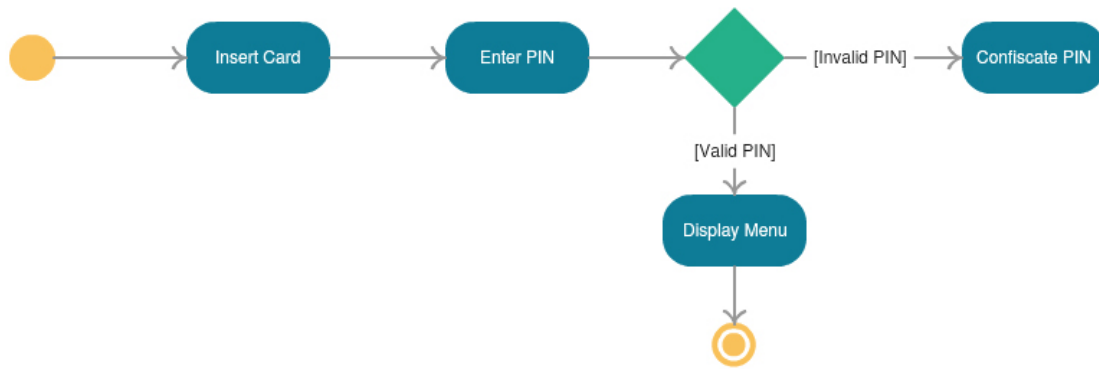 Insert Card
Enter PIN
[Invalid PIN]
Confiscate PIN
[Valid PIN]
Display Menu